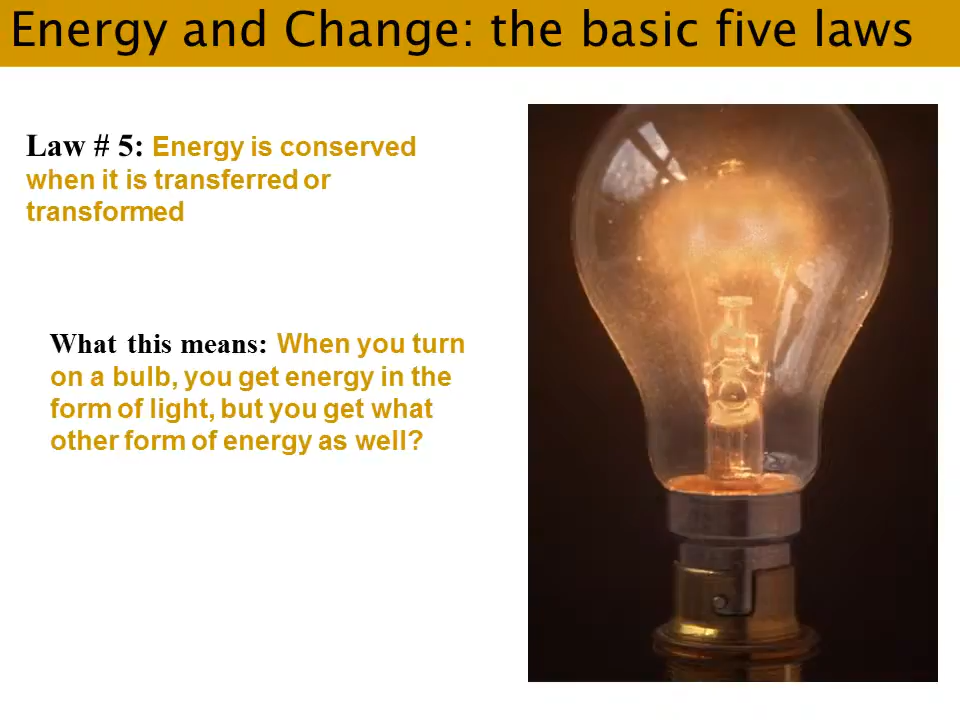 Energy and Change: the basic five laws
Law # 5: Energy is conserved
when it is transferred or
transformed
What this means: When you turn
on a bulb, you get energy in the
form of light, but you get what
other form of energy as well?